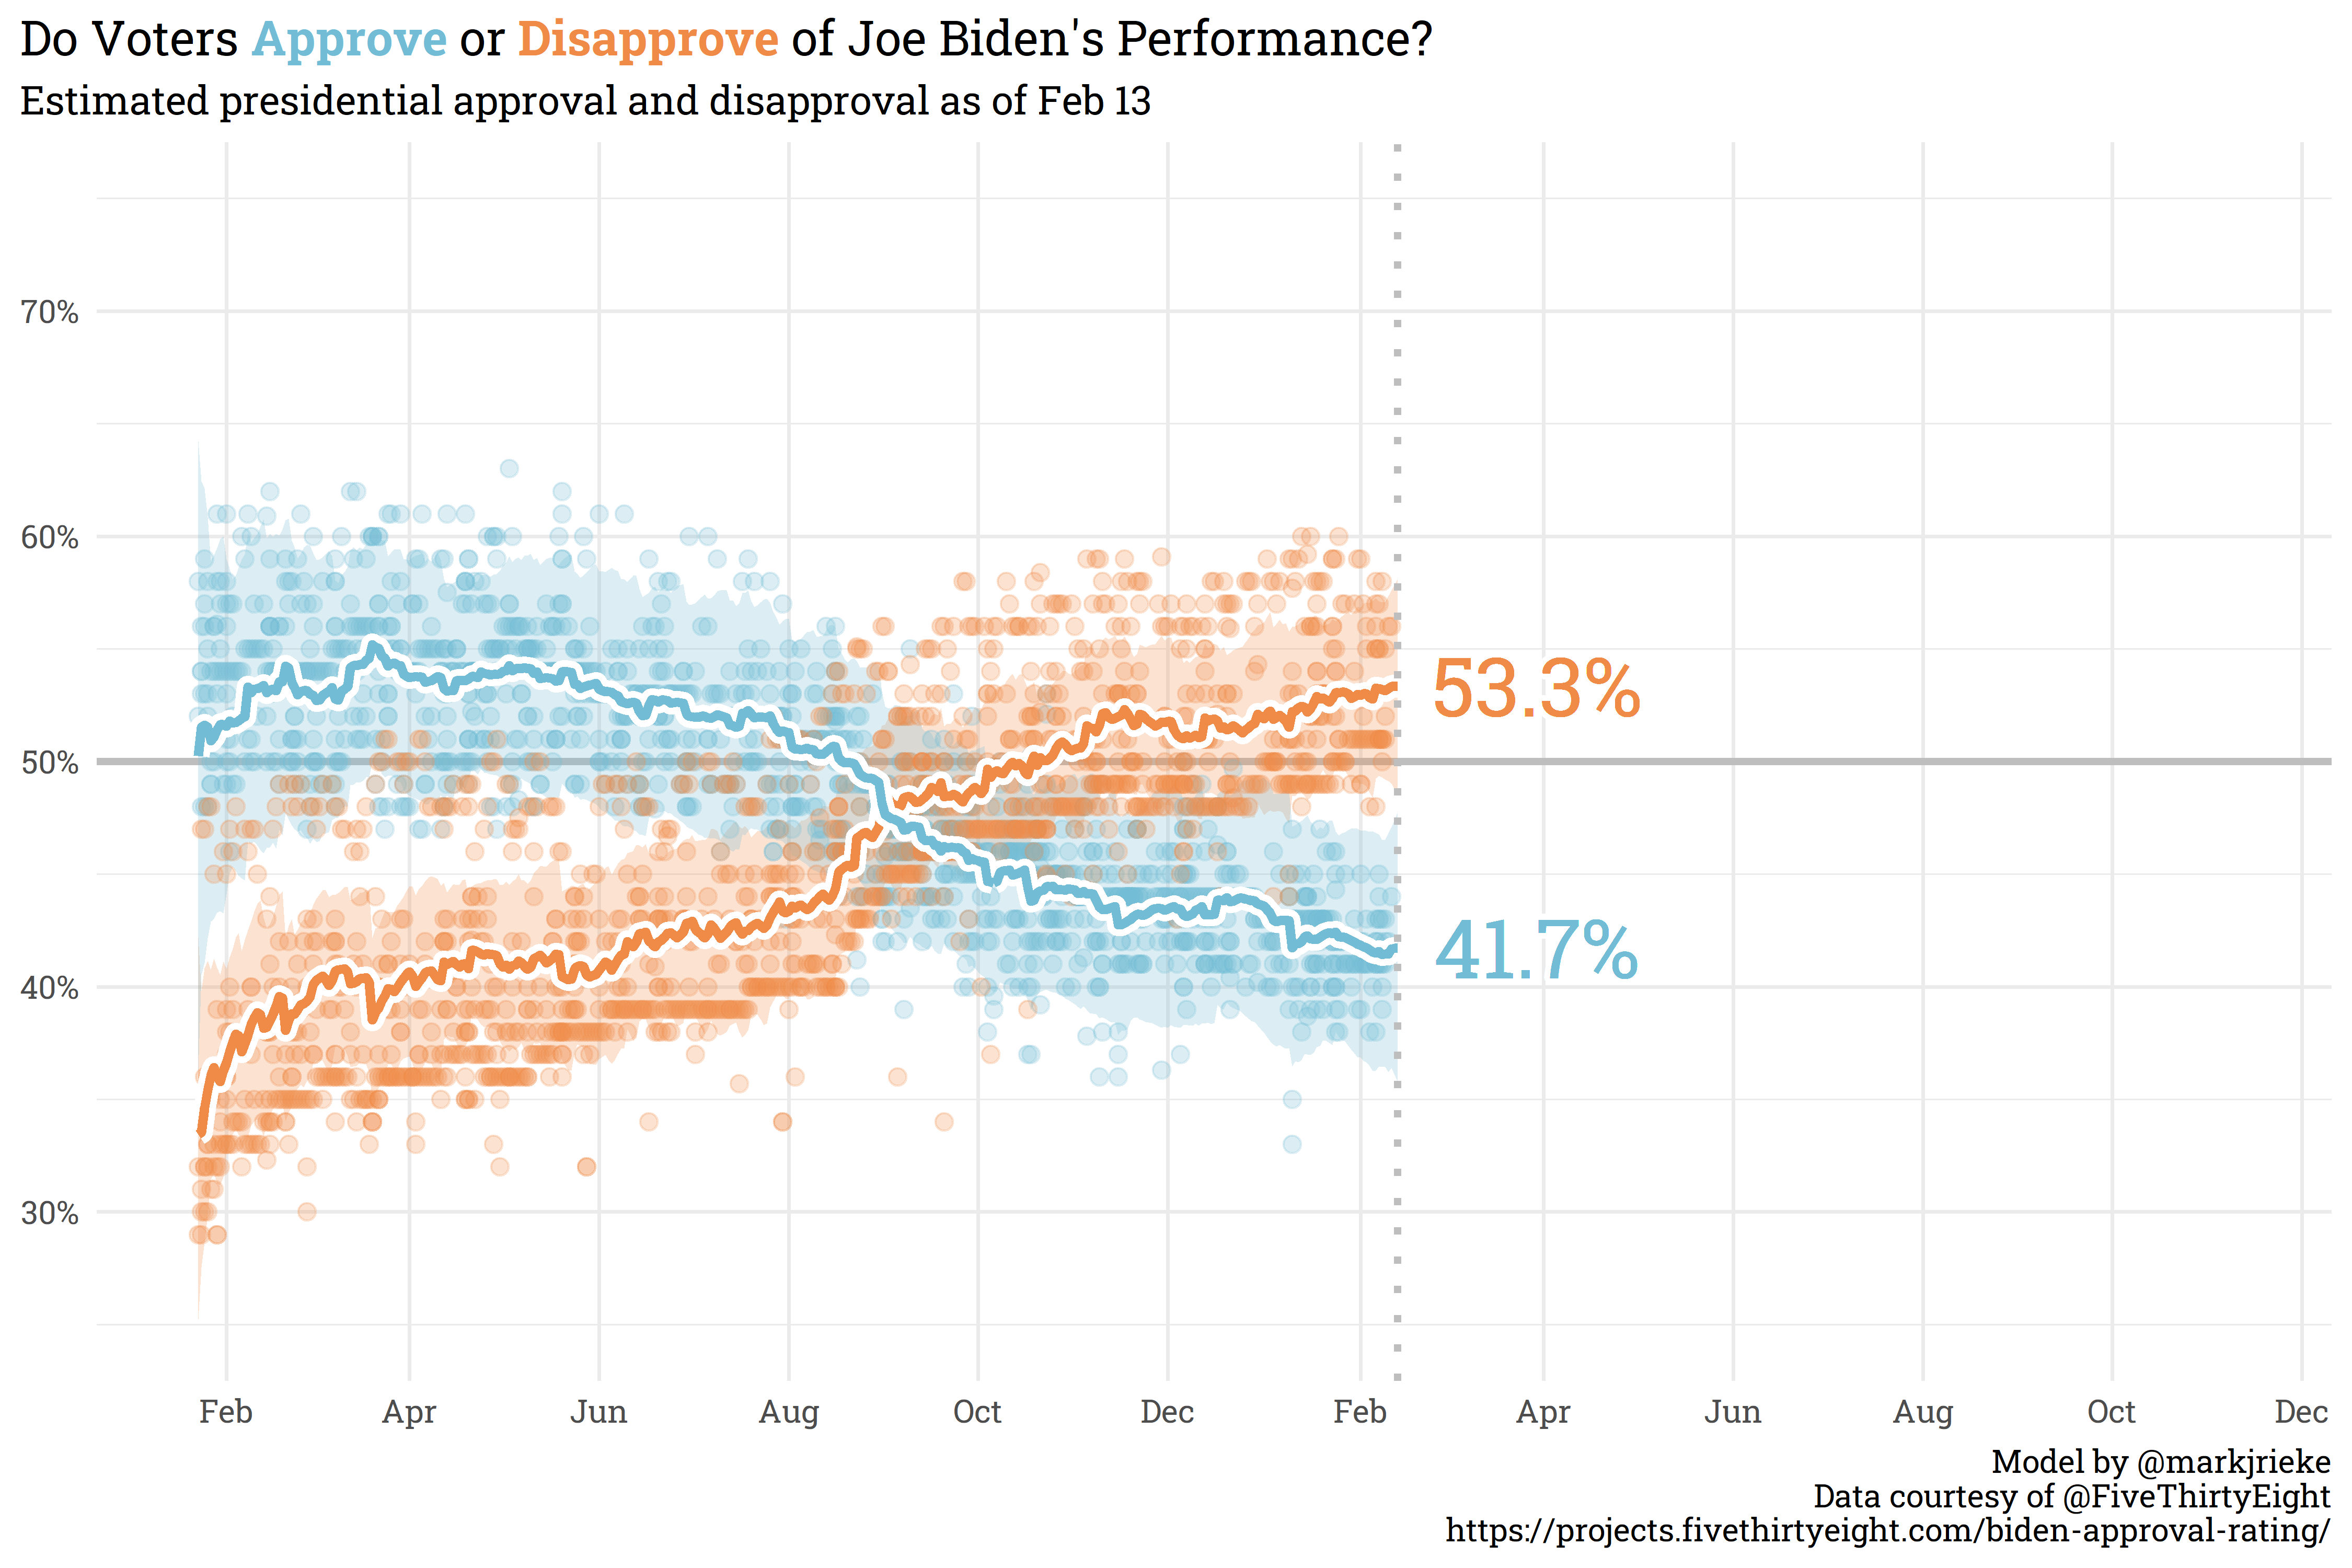 Do Voters Approve or Disapprove of Joe Biden's Performance?
Estimated presidential approval and disapproval as of Feb 13
70%
60%
53.3%
50%
41.7%
40%
30%
Feb Apr Jun Aug Oct Dec Feb Apr Jun Aug Oct Dec
Model by @markjrieke
Data courtesy of @FiveThirtyEight
https://projects.fivethirtyeight.com/biden-approval-rating/